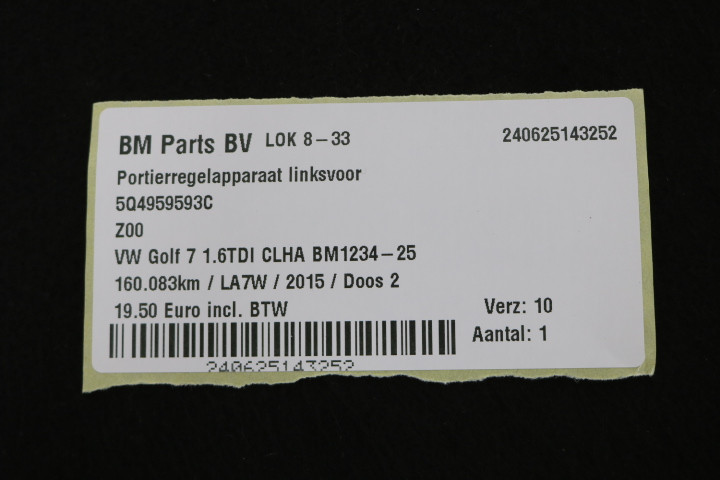 BM Parts BV LOK 8-33 240625143252
Portierregelapparaat linksvoor
5Q4959593C
Z00
VW Golf 7 1.6TDI CLHA BM1234-25
160.083km / LA7W / 2015 / Doos 2
19.50 Euro incl. BTW Verz: 10
Aantal: 1
240625143252